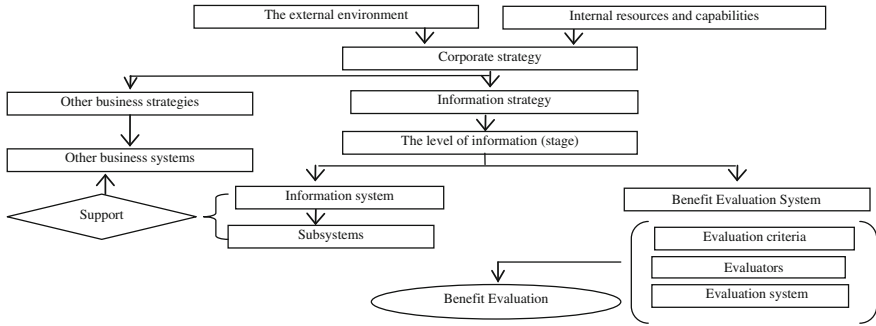 The external environment
Internal resources and capabilities
Corporate strategy
Other business strategies
Information strategy
The level of information (stage)
Other business systems
Information system
Benefit Evaluation System
Support
Subsystems
Evaluation criteria
Evaluators
Evaluation system
Benefit Evaluation